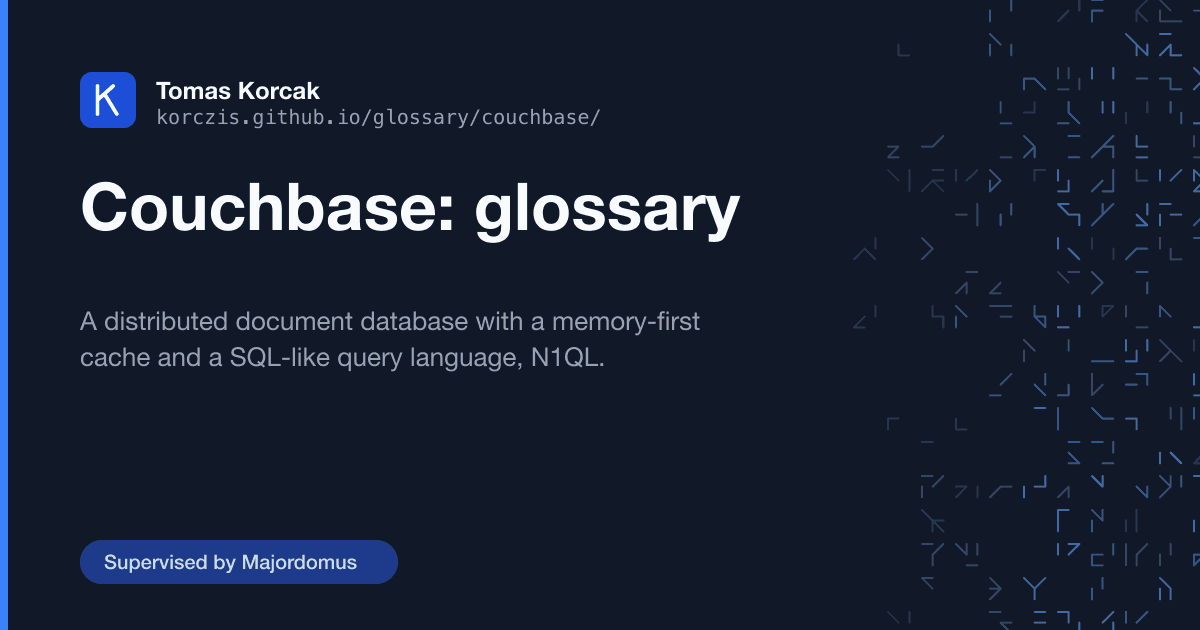 K
Tomas Korcak
korczis.github.io/glossary/couchbase/
Couchbase: glossary
A distributed document database with a memory-first
cache and a SQL-like query language, N1QL.
Supervised by Majordomus